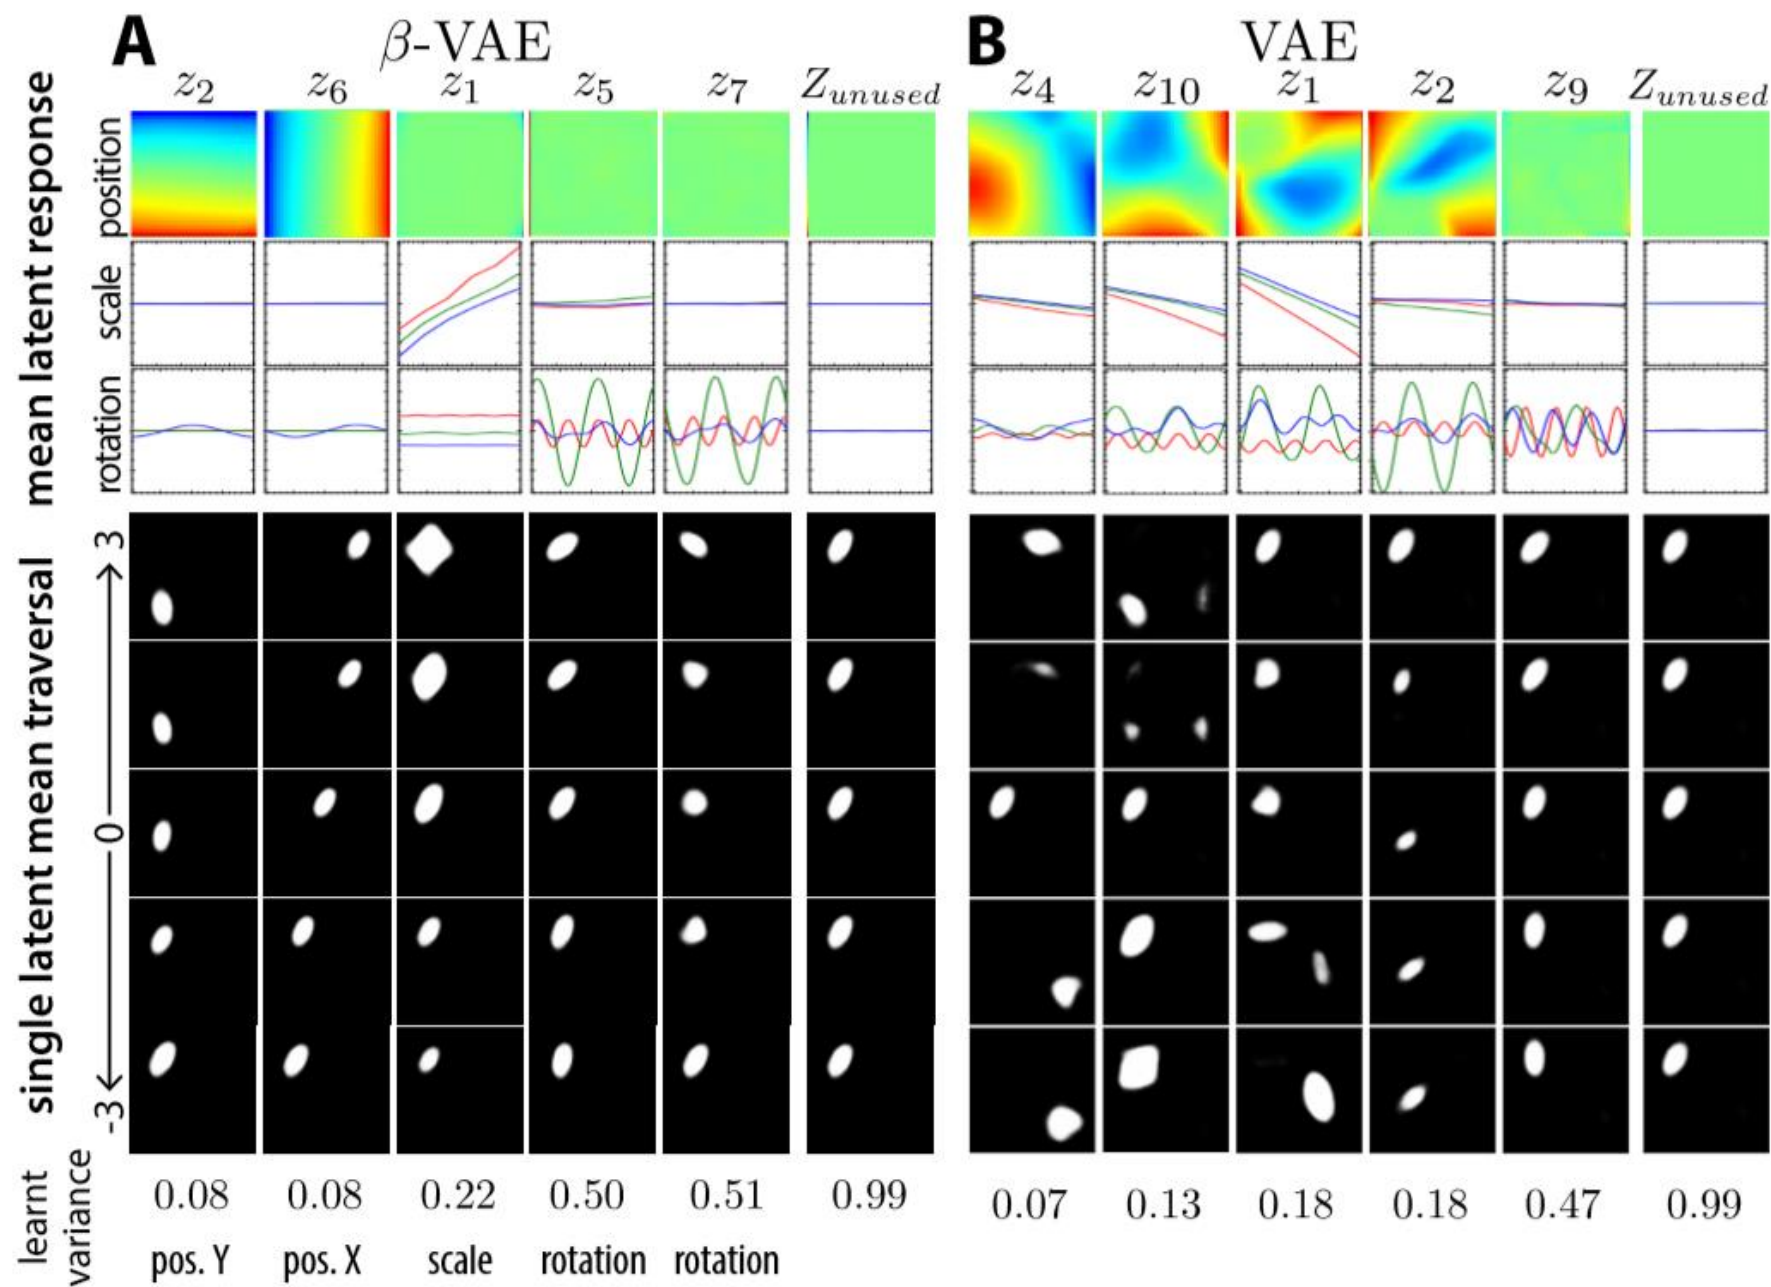 A β-VAE
z2 z6 z1 z5 z7 Zunused
B VAE
z4 z10 z1 z2 z9 Zunused
mean latent response
position
scale
rotation
single latent mean traversal
3
0
-3
learnt
variance
0.08 0.08 0.22 0.50 0.51 0.99
pos. Y pos. X scale rotation rotation
0.07 0.13 0.18 0.18 0.47 0.99